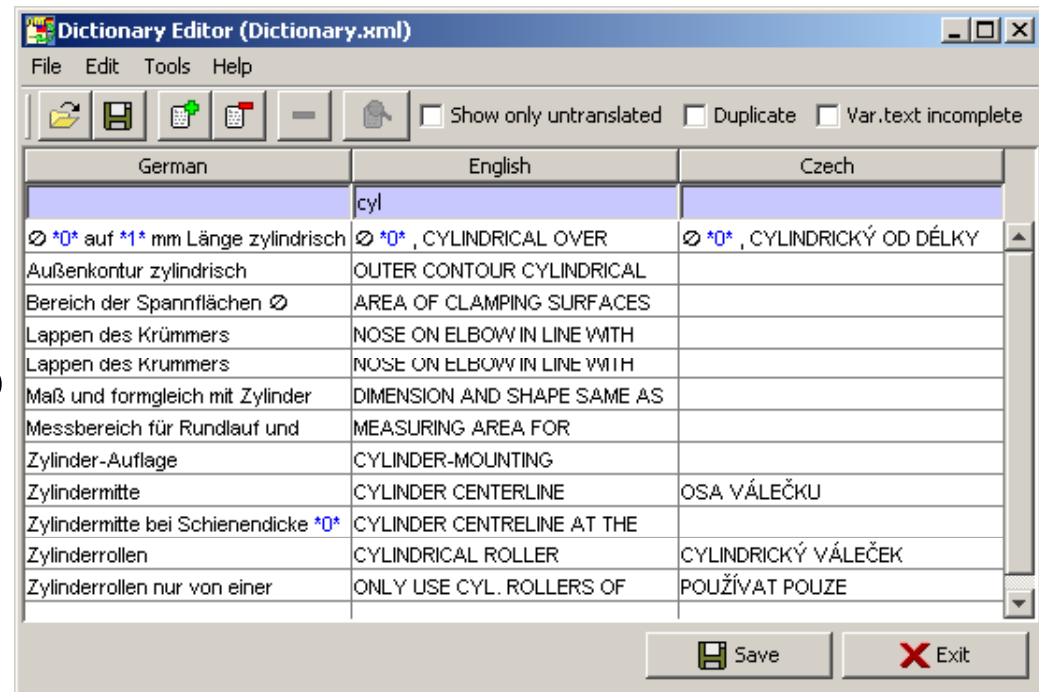 Dictionary Editor (Dictionary.xml)
File Edit Tools Help
Show only untranslated Duplicate Var.text incomplete
German English Czech
cyl
∅ *0* auf *1* mm Länge zylindrisch ∅ *0* , CYLINDRICAL OVER ∅ *0* , CYLINDRICKÝ OD DÉLKY
Außenkontur zylindrisch OUTER CONTOUR CYLINDRICAL
Bereich der Spannflächen ∅ AREA OF CLAMPING SURFACES
Lappen des Krümmers NOSE ON ELBOW IN LINE WITH
Lappen des Krummers NOSE ON ELBOW IN LINE WITH
)
Maß und formgleich mit Zylinder DIMENSION AND SHAPE SAME AS
Messbereich für Rundlauf und MEASURING AREA FOR
Zylinder-Auflage CYLINDER-MOUNTING
Zylindermitte CYLINDER CENTERLINE OSA VÁLEČKU
Zylindermitte bei Schienendicke *0* CYLINDER CENTRELINE AT THE
Zylinderrollen CYLINDRICAL ROLLER CYLINDRICKÝ VÁLEČEK
Zylinderrollen nur von einer ONLY USE CYL. ROLLERS OF POUŽÍVAT POUZE
Save Exit